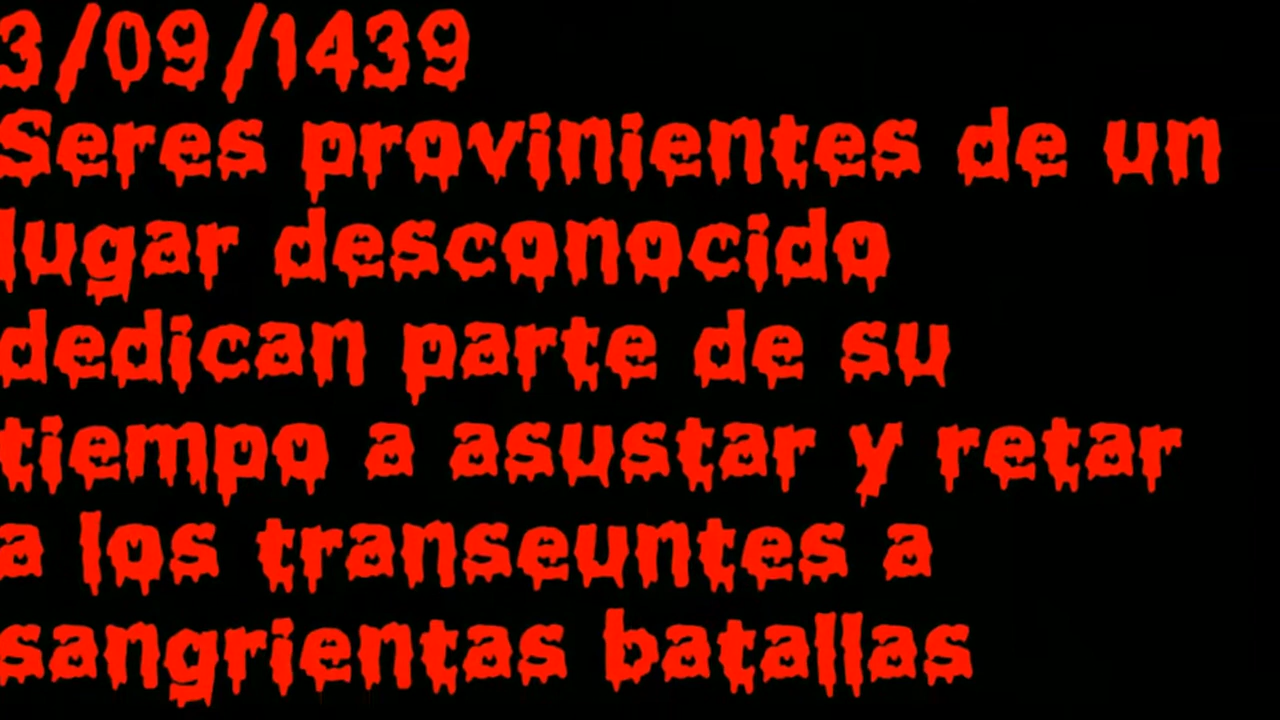 3/09/1439
Seres provinientes de un
lugar desconocido
dedican parte de su
tiempo a asustar y retar
a los transeuntes a
sangrientas batallas